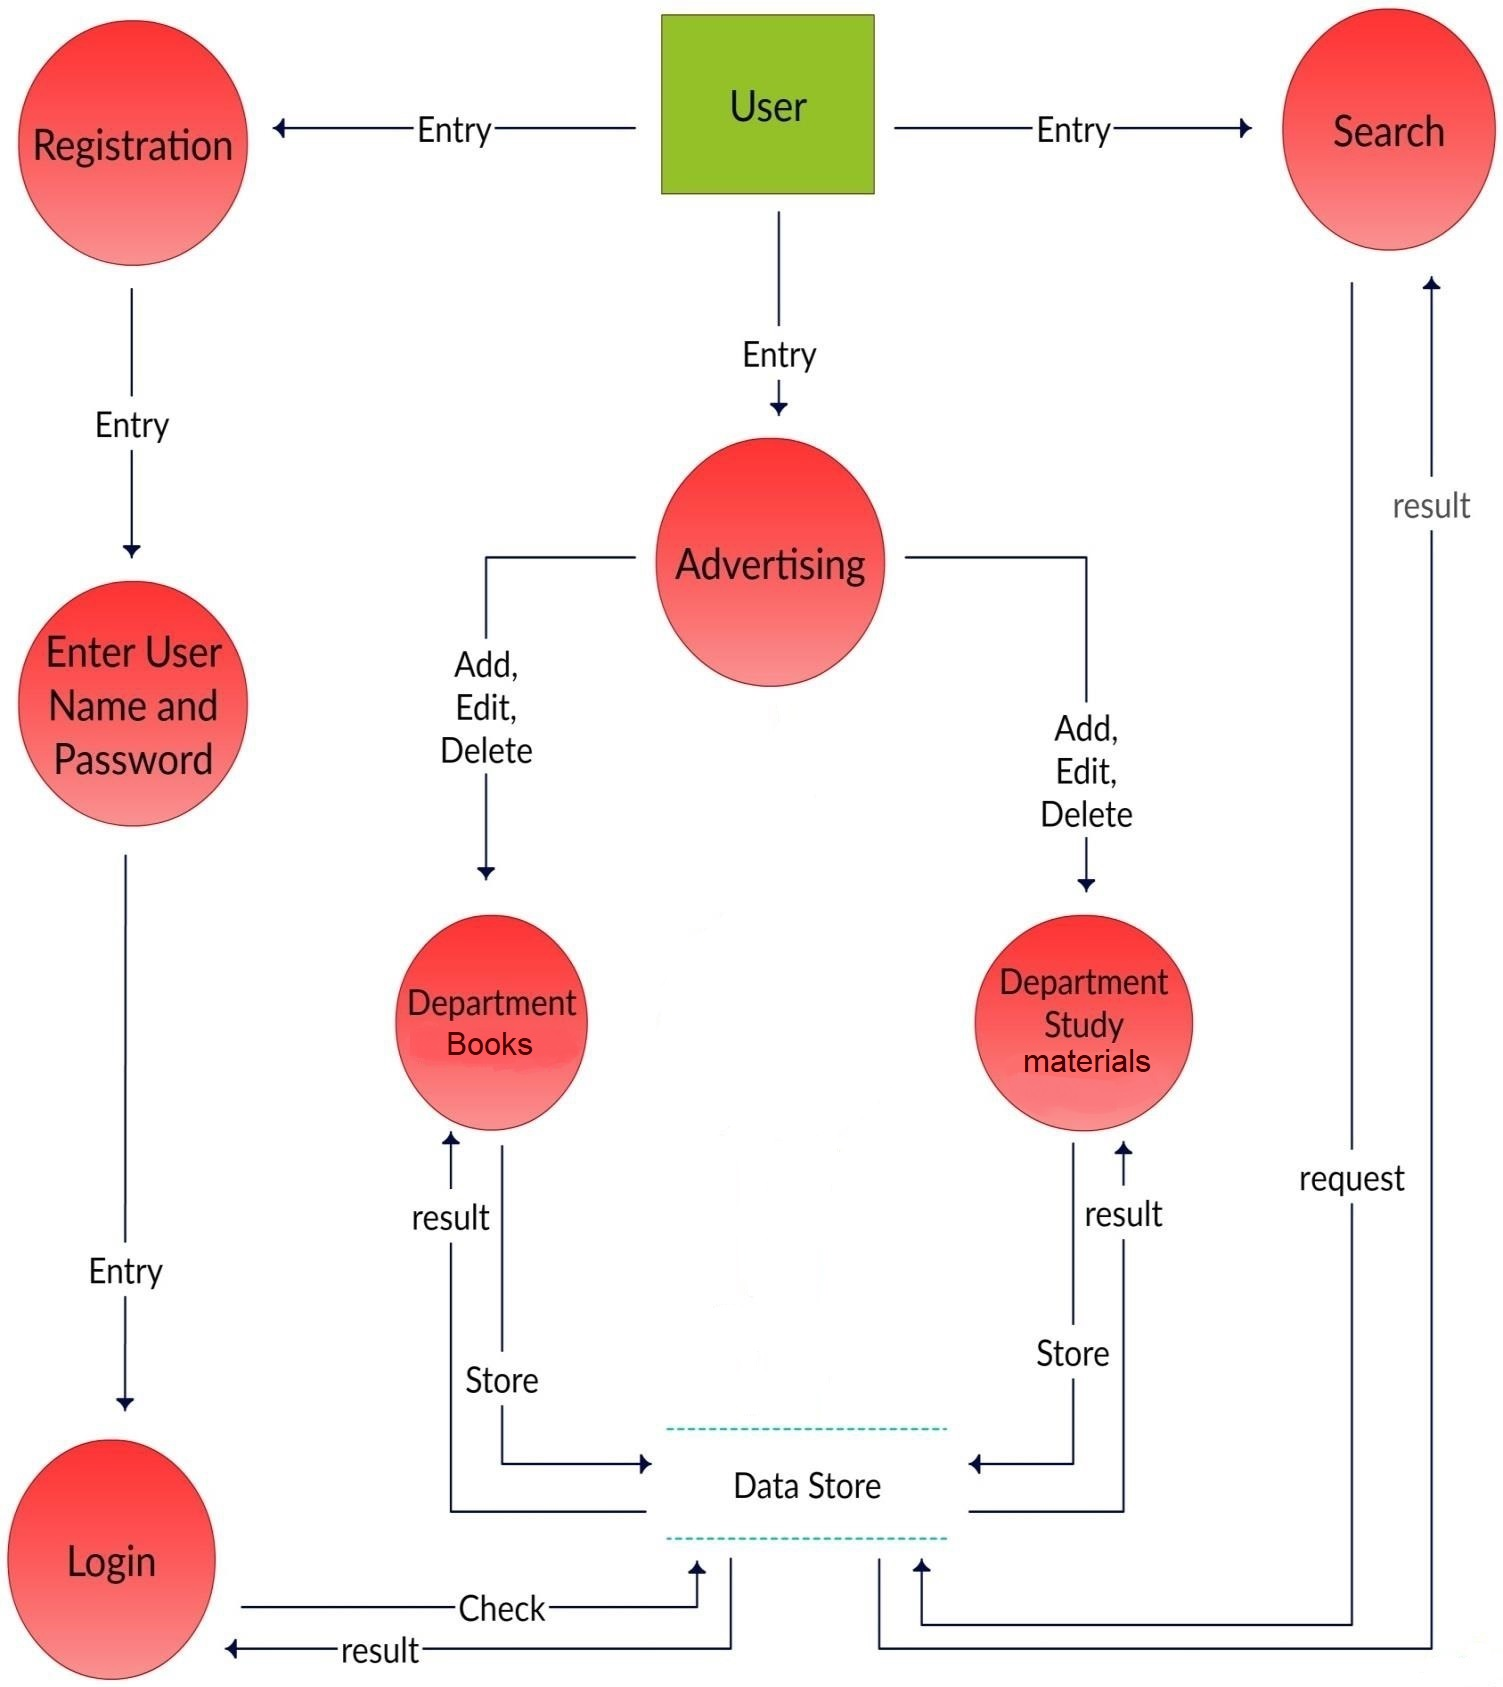 User
Registration
Entry
Entry
Search
Entry
Entry
result
Advertising
Enter User
Name and
Password
Add,
Edit,
Delete
Add,
Edit,
Delete
Department
Books
Department
Study
materials
request
result
result
Entry
Store
Store
Data Store
Login
Check
result